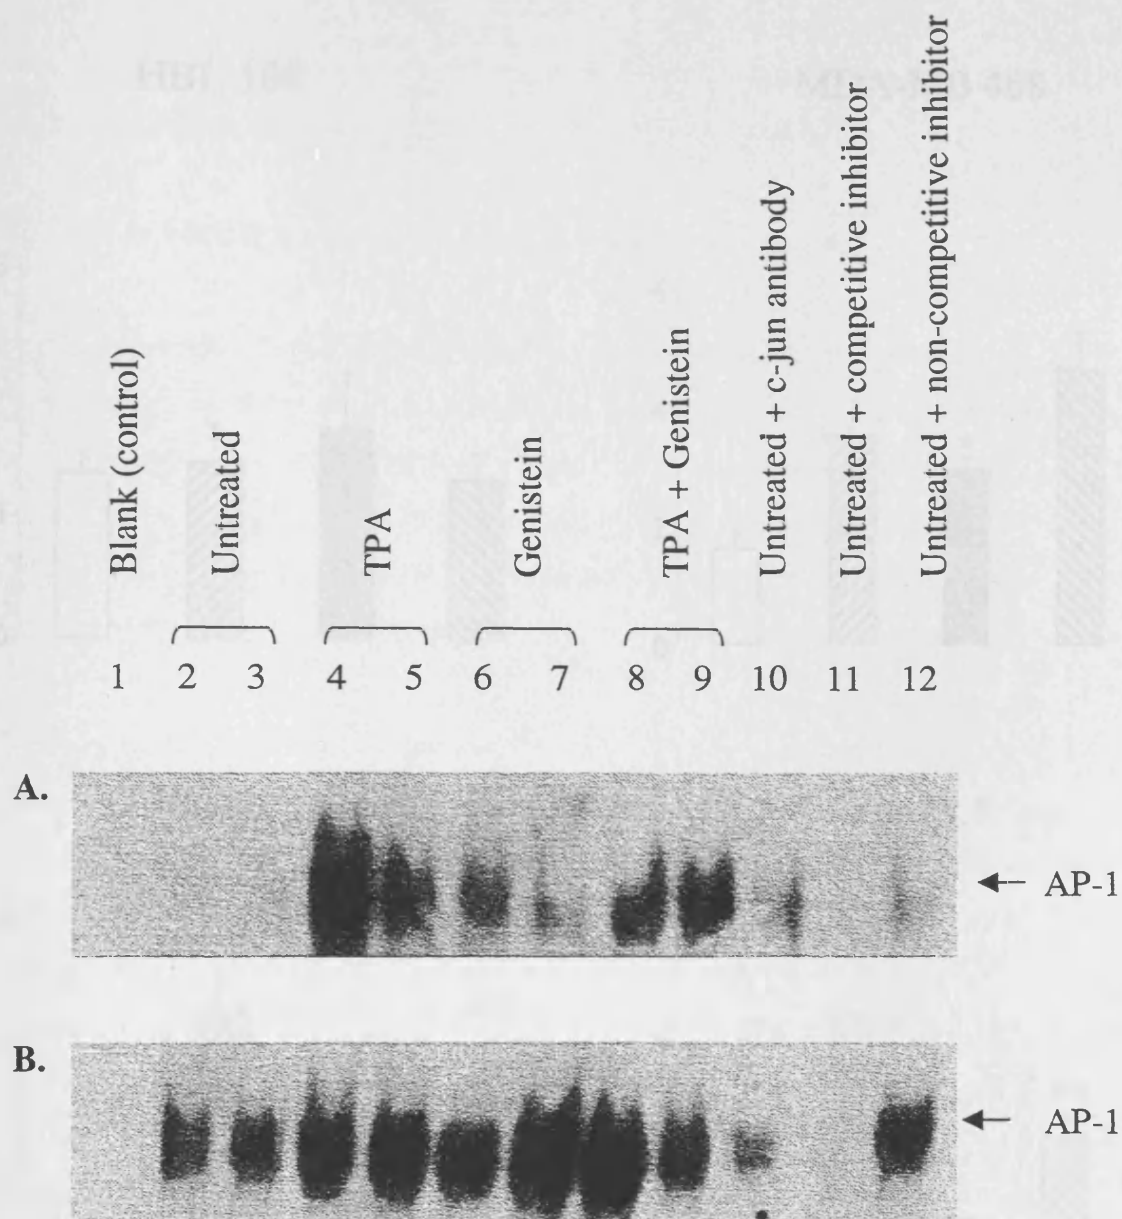 Blank (control)
Untreated
TPA
Genistein
TPA + Genistein
Untreated + c-jun antibody
Untreated + competitive inhibitor
Untreated + non-competitive inhibitor
1 2 3 4 5 6 7 8 9 10 11 12
A.
AP-1
B.
AP-1